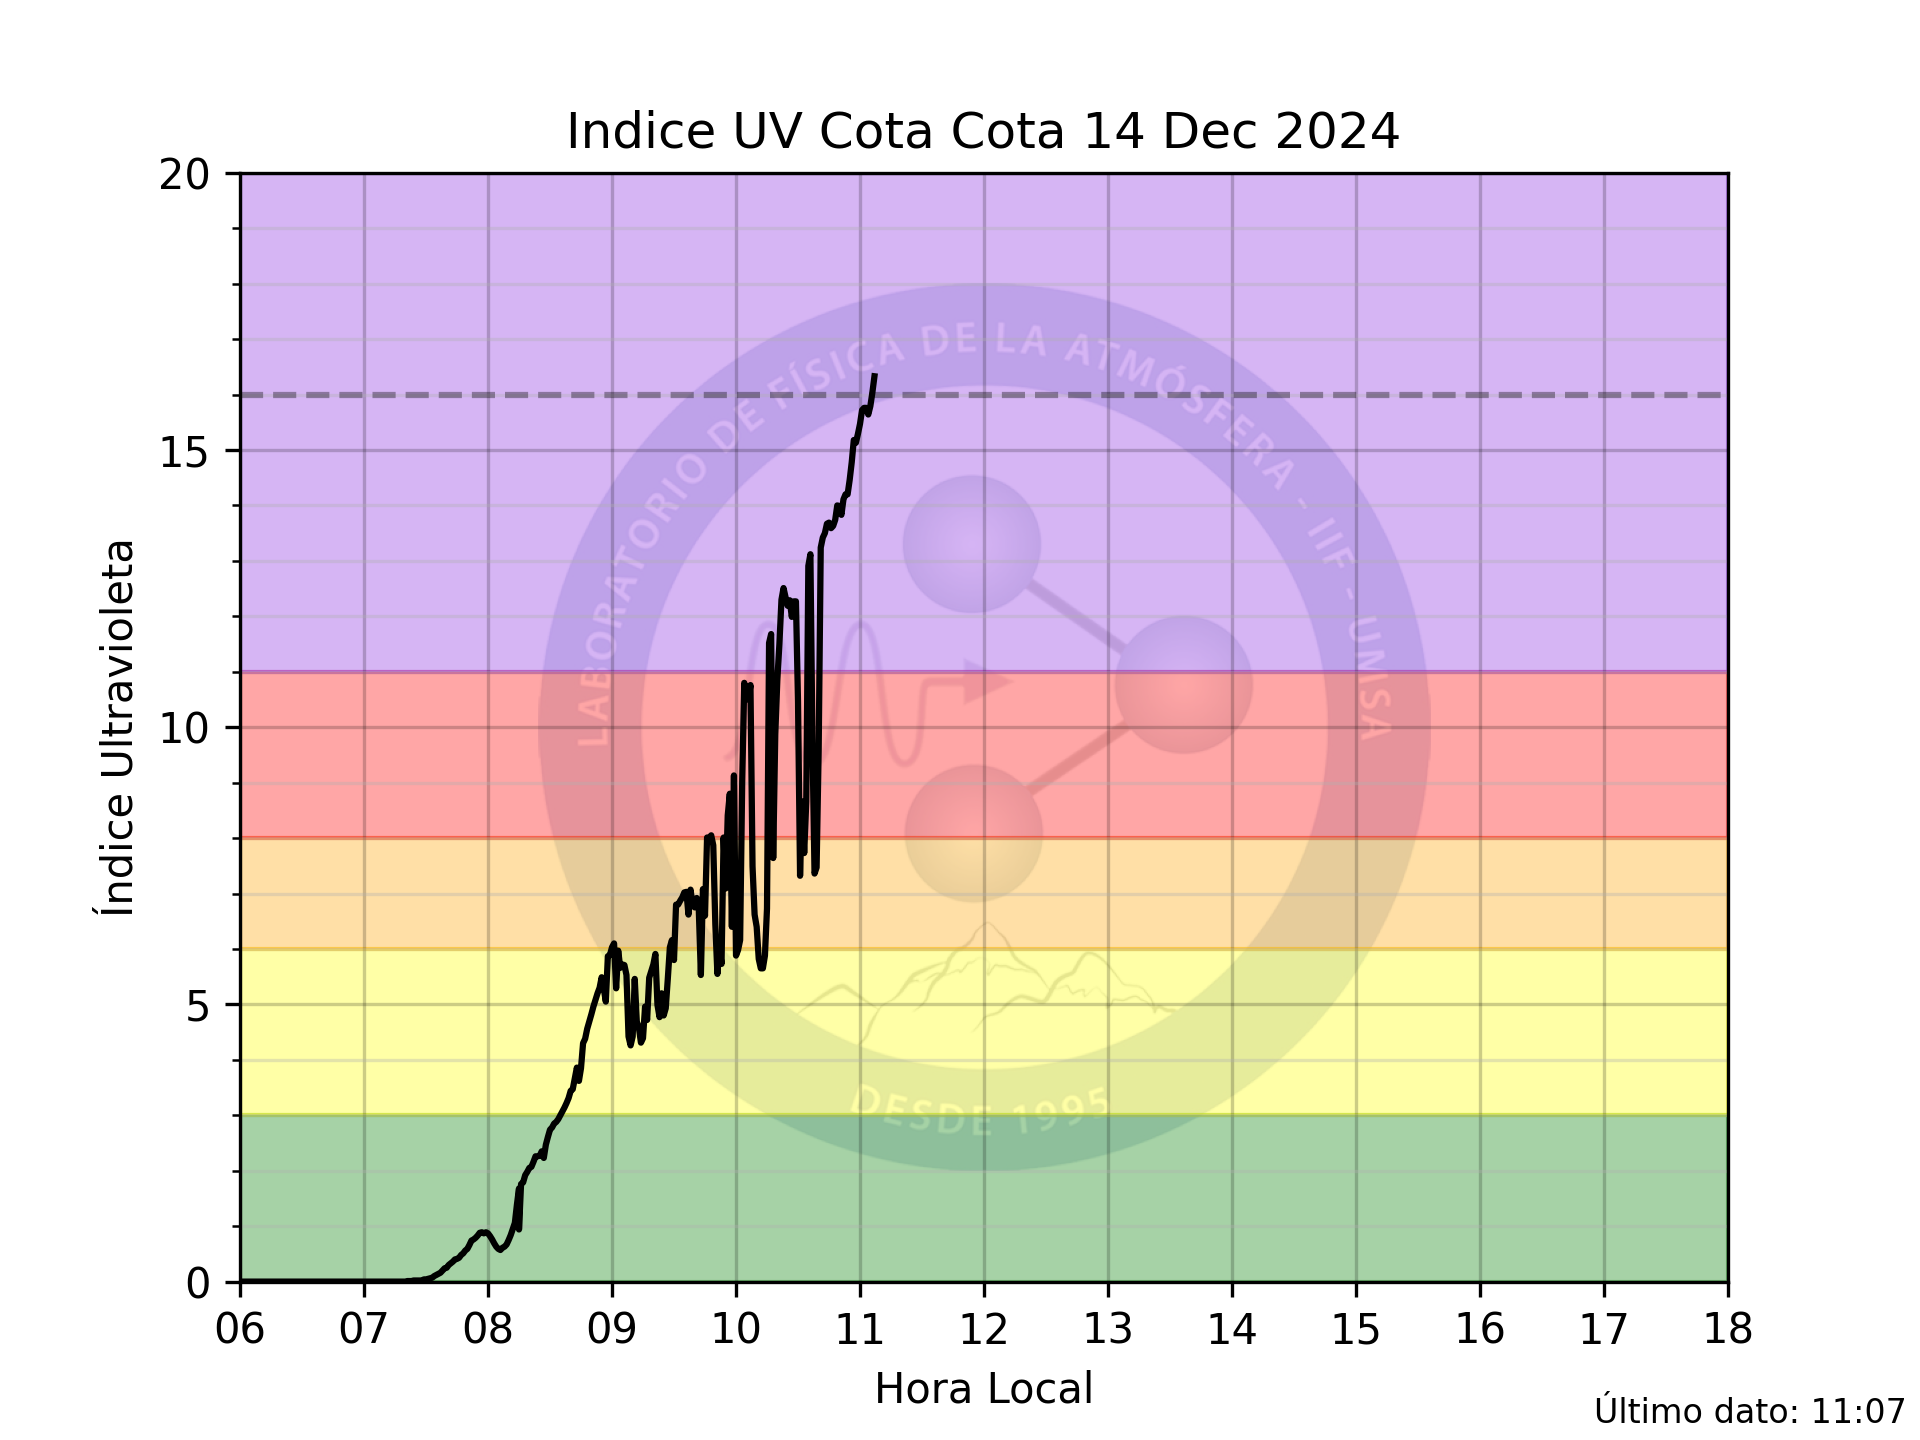 Indice UV Cota Cota 14 Dec 2024
20
15
10
5
0
Índice Ultravioleta
LABORATORIO DE FÍSICA DE LA ATMÓSFERA - IIF - UMSA
DESDE 1995
06 07 08 09 10 11 12 13 14 15 16 17 18
Hora Local
Último dato: 11:07